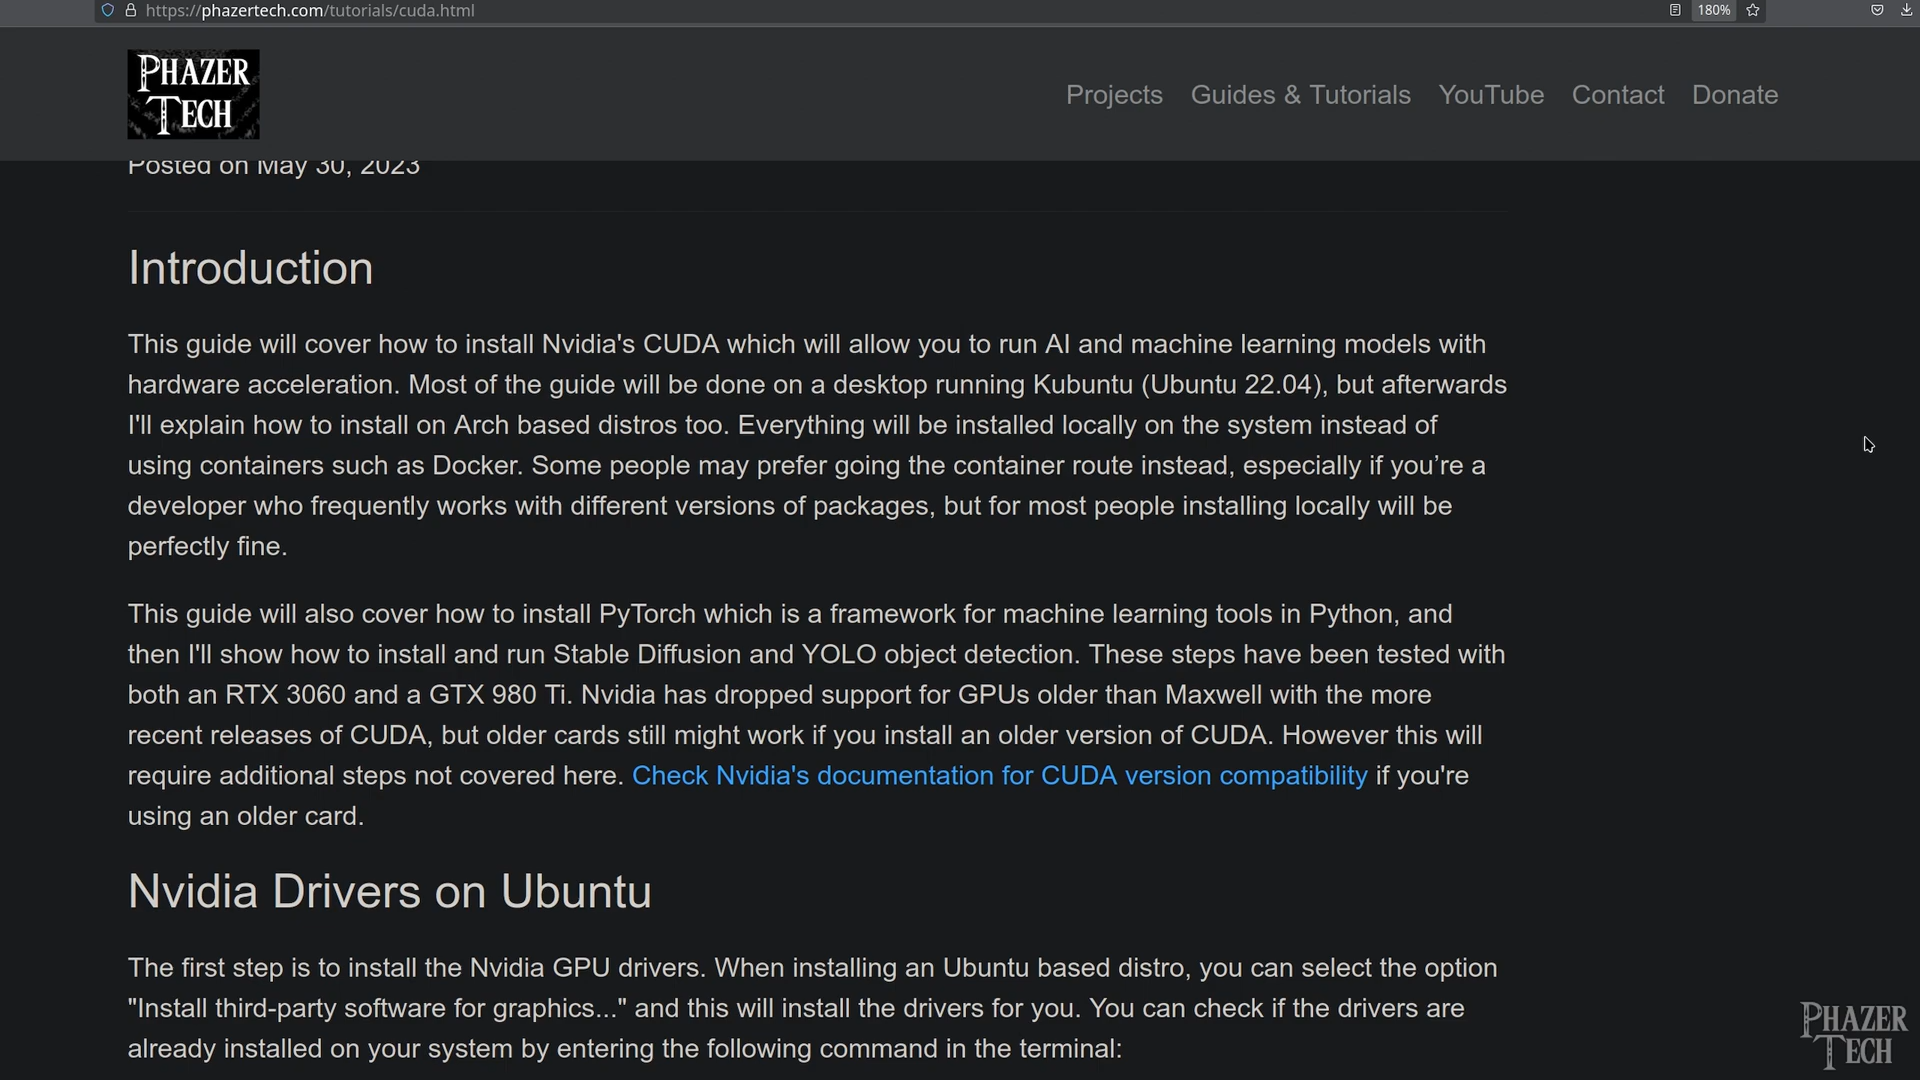 https://phazertech.com/tutorials/cuda.html
180%
PHAZER
TECH
Projects
Guides & Tutorials
YouTube
Contact
Donate
Posted on May 30, 2023
Introduction
This guide will cover how to install Nvidia's CUDA which will allow you to run AI and machine learning models with
hardware acceleration. Most of the guide will be done on a desktop running Kubuntu (Ubuntu 22.04), but afterwards
I'll explain how to install on Arch based distros too. Everything will be installed locally on the system instead of
using containers such as Docker. Some people may prefer going the container route instead, especially if you’re a
developer who frequently works with different versions of packages, but for most people installing locally will be
perfectly fine.
This guide will also cover how to install PyTorch which is a framework for machine learning tools in Python, and
then I'll show how to install and run Stable Diffusion and YOLO object detection. These steps have been tested with
both an RTX 3060 and a GTX 980 Ti. Nvidia has dropped support for GPUs older than Maxwell with the more
recent releases of CUDA, but older cards still might work if you install an older version of CUDA. However this will
require additional steps not covered here. Check Nvidia's documentation for CUDA version compatibility if you're
using an older card.
Nvidia Drivers on Ubuntu
The first step is to install the Nvidia GPU drivers. When installing an Ubuntu based distro, you can select the option
"Install third-party software for graphics..." and this will install the drivers for you. You can check if the drivers are
already installed on your system by entering the following command in the terminal:
PHAZER
TECH